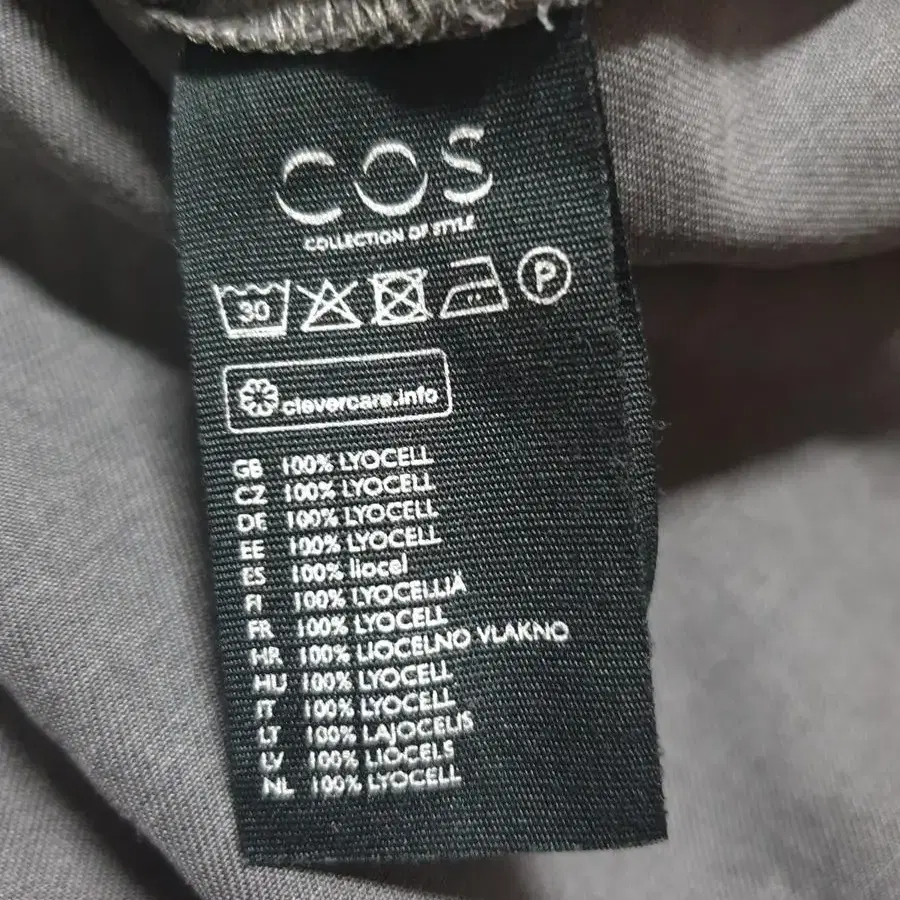 COS
COLLECTION OF STYLE
30 P
clevercare.info
GB 100% LYOCELL
CZ 100% LYOCELL
DE 100% LYOCELL
EE 100% LYOCELL
ES 100% liocel
FI 100% LYOCELLIÄ
FR 100% LYOCELL
HR 100% LIOCELNO VLAKNO
HU 100% LYOCELL
IT 100% LYOCELL
LT 100% LAJOCELIS
LV 100% LIOCELS
NL 100% LYOCELL